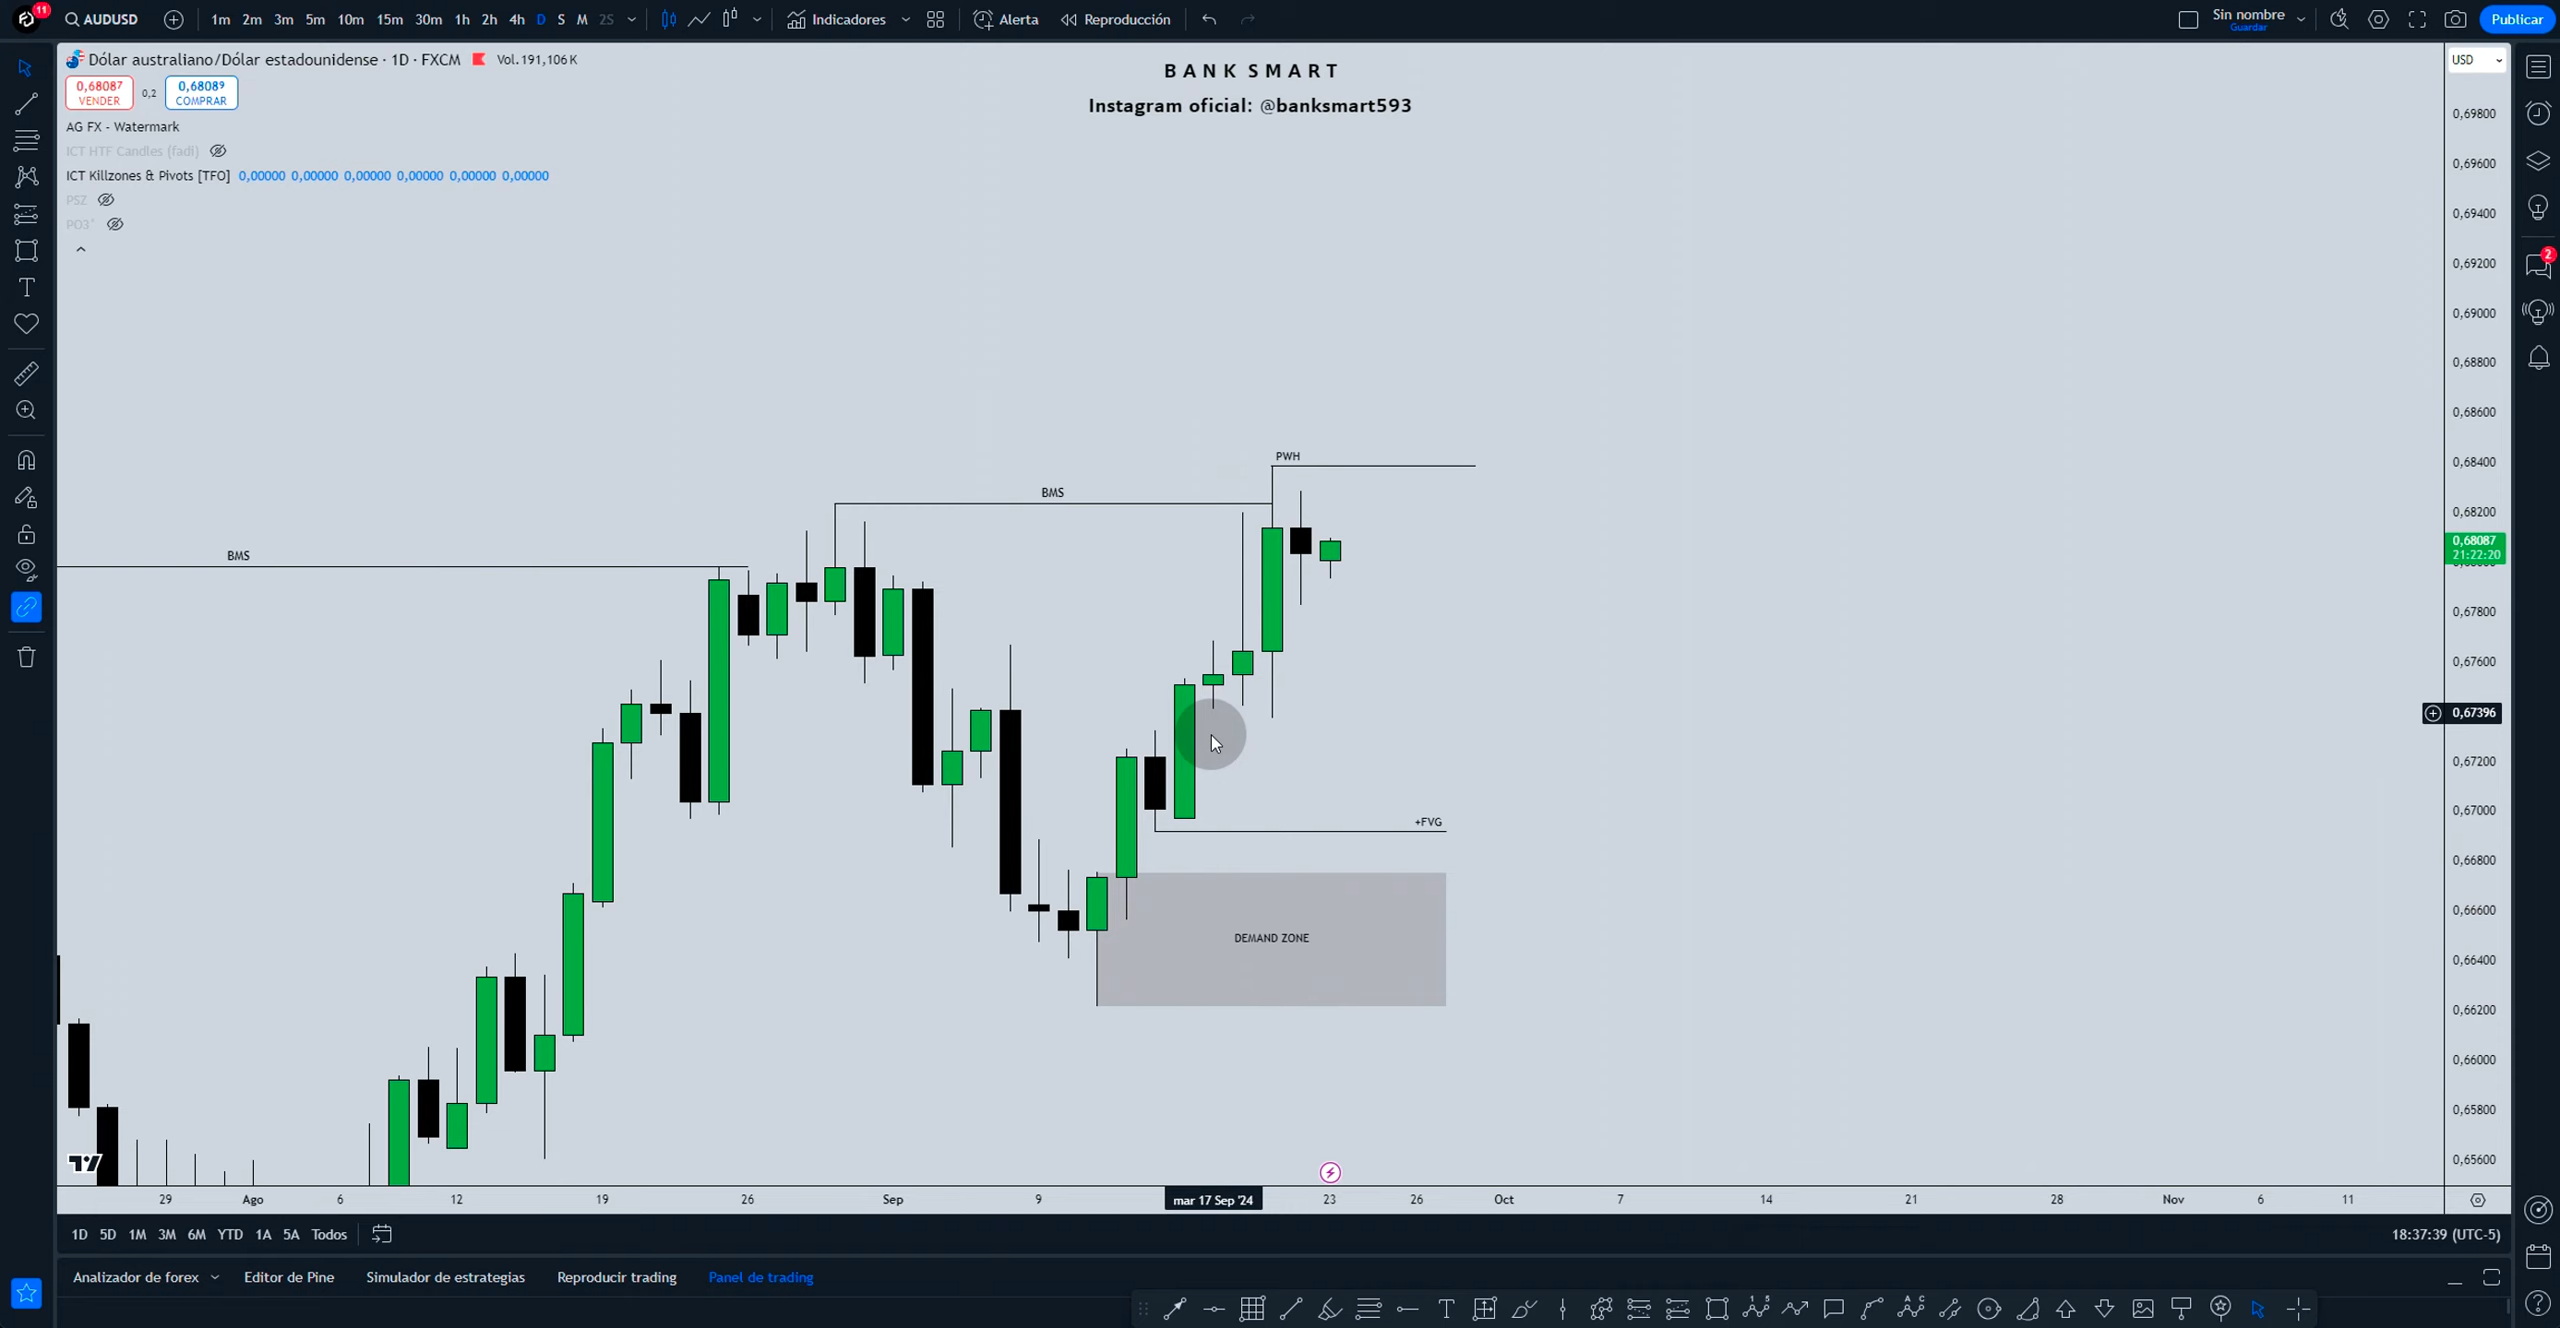 11
AUDUSD
1m 2m 3m 5m 10m 15m 30m 1h 2h 4h D S M 2S
Indicadores
Alerta
Reproducción
Sin nombre
Guardar
Publicar
Dólar australiano/Dólar estadounidense · 1D · FXCM Vol. 191,106 K
0,68087
VENDER
0,2
0,68089
COMPRAR
AG FX - Watermark
ICT HTF Candles (fadi)
ICT Killzones & Pivots [TFO] 0,00000 0,00000 0,00000 0,00000 0,00000 0,00000
PSZ
PO3*
BANK SMART
Instagram oficial: @banksmart593
USD
0,69800
0,69600
0,69400
0,69200
0,69000
0,68800
0,68600
0,68400
0,68200
0,68087
21:22:20
0,67800
0,67600
0,67396
0,67200
0,67000
0,66800
0,66600
0,66400
0,66200
0,66000
0,65800
0,65600
2
PWH
BMS
BMS
+FVG
DEMAND ZONE
29 Ago 6 12 19 26 Sep 9 mar 17 Sep '24 23 26 Oct 7 14 21 28 Nov 6 11
1D 5D 1M 3M 6M YTD 1A 5A Todos
18:37:39 (UTC-5)
Analizador de forex Editor de Pine Simulador de estrategias Reproducir trading Panel de trading